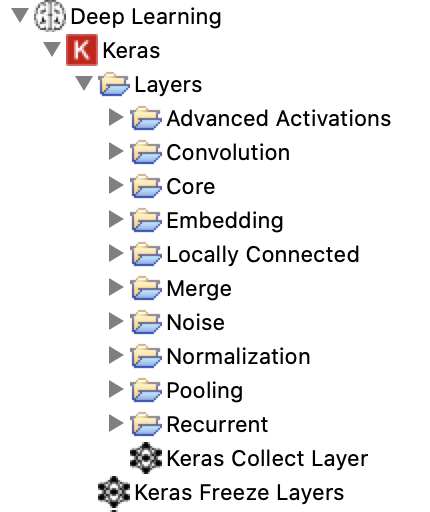 Deep Learning
K Keras
Layers
Advanced Activations
Convolution
Core
Embedding
Locally Connected
Merge
Noise
Normalization
Pooling
Recurrent
Keras Collect Layer
Keras Freeze Layers